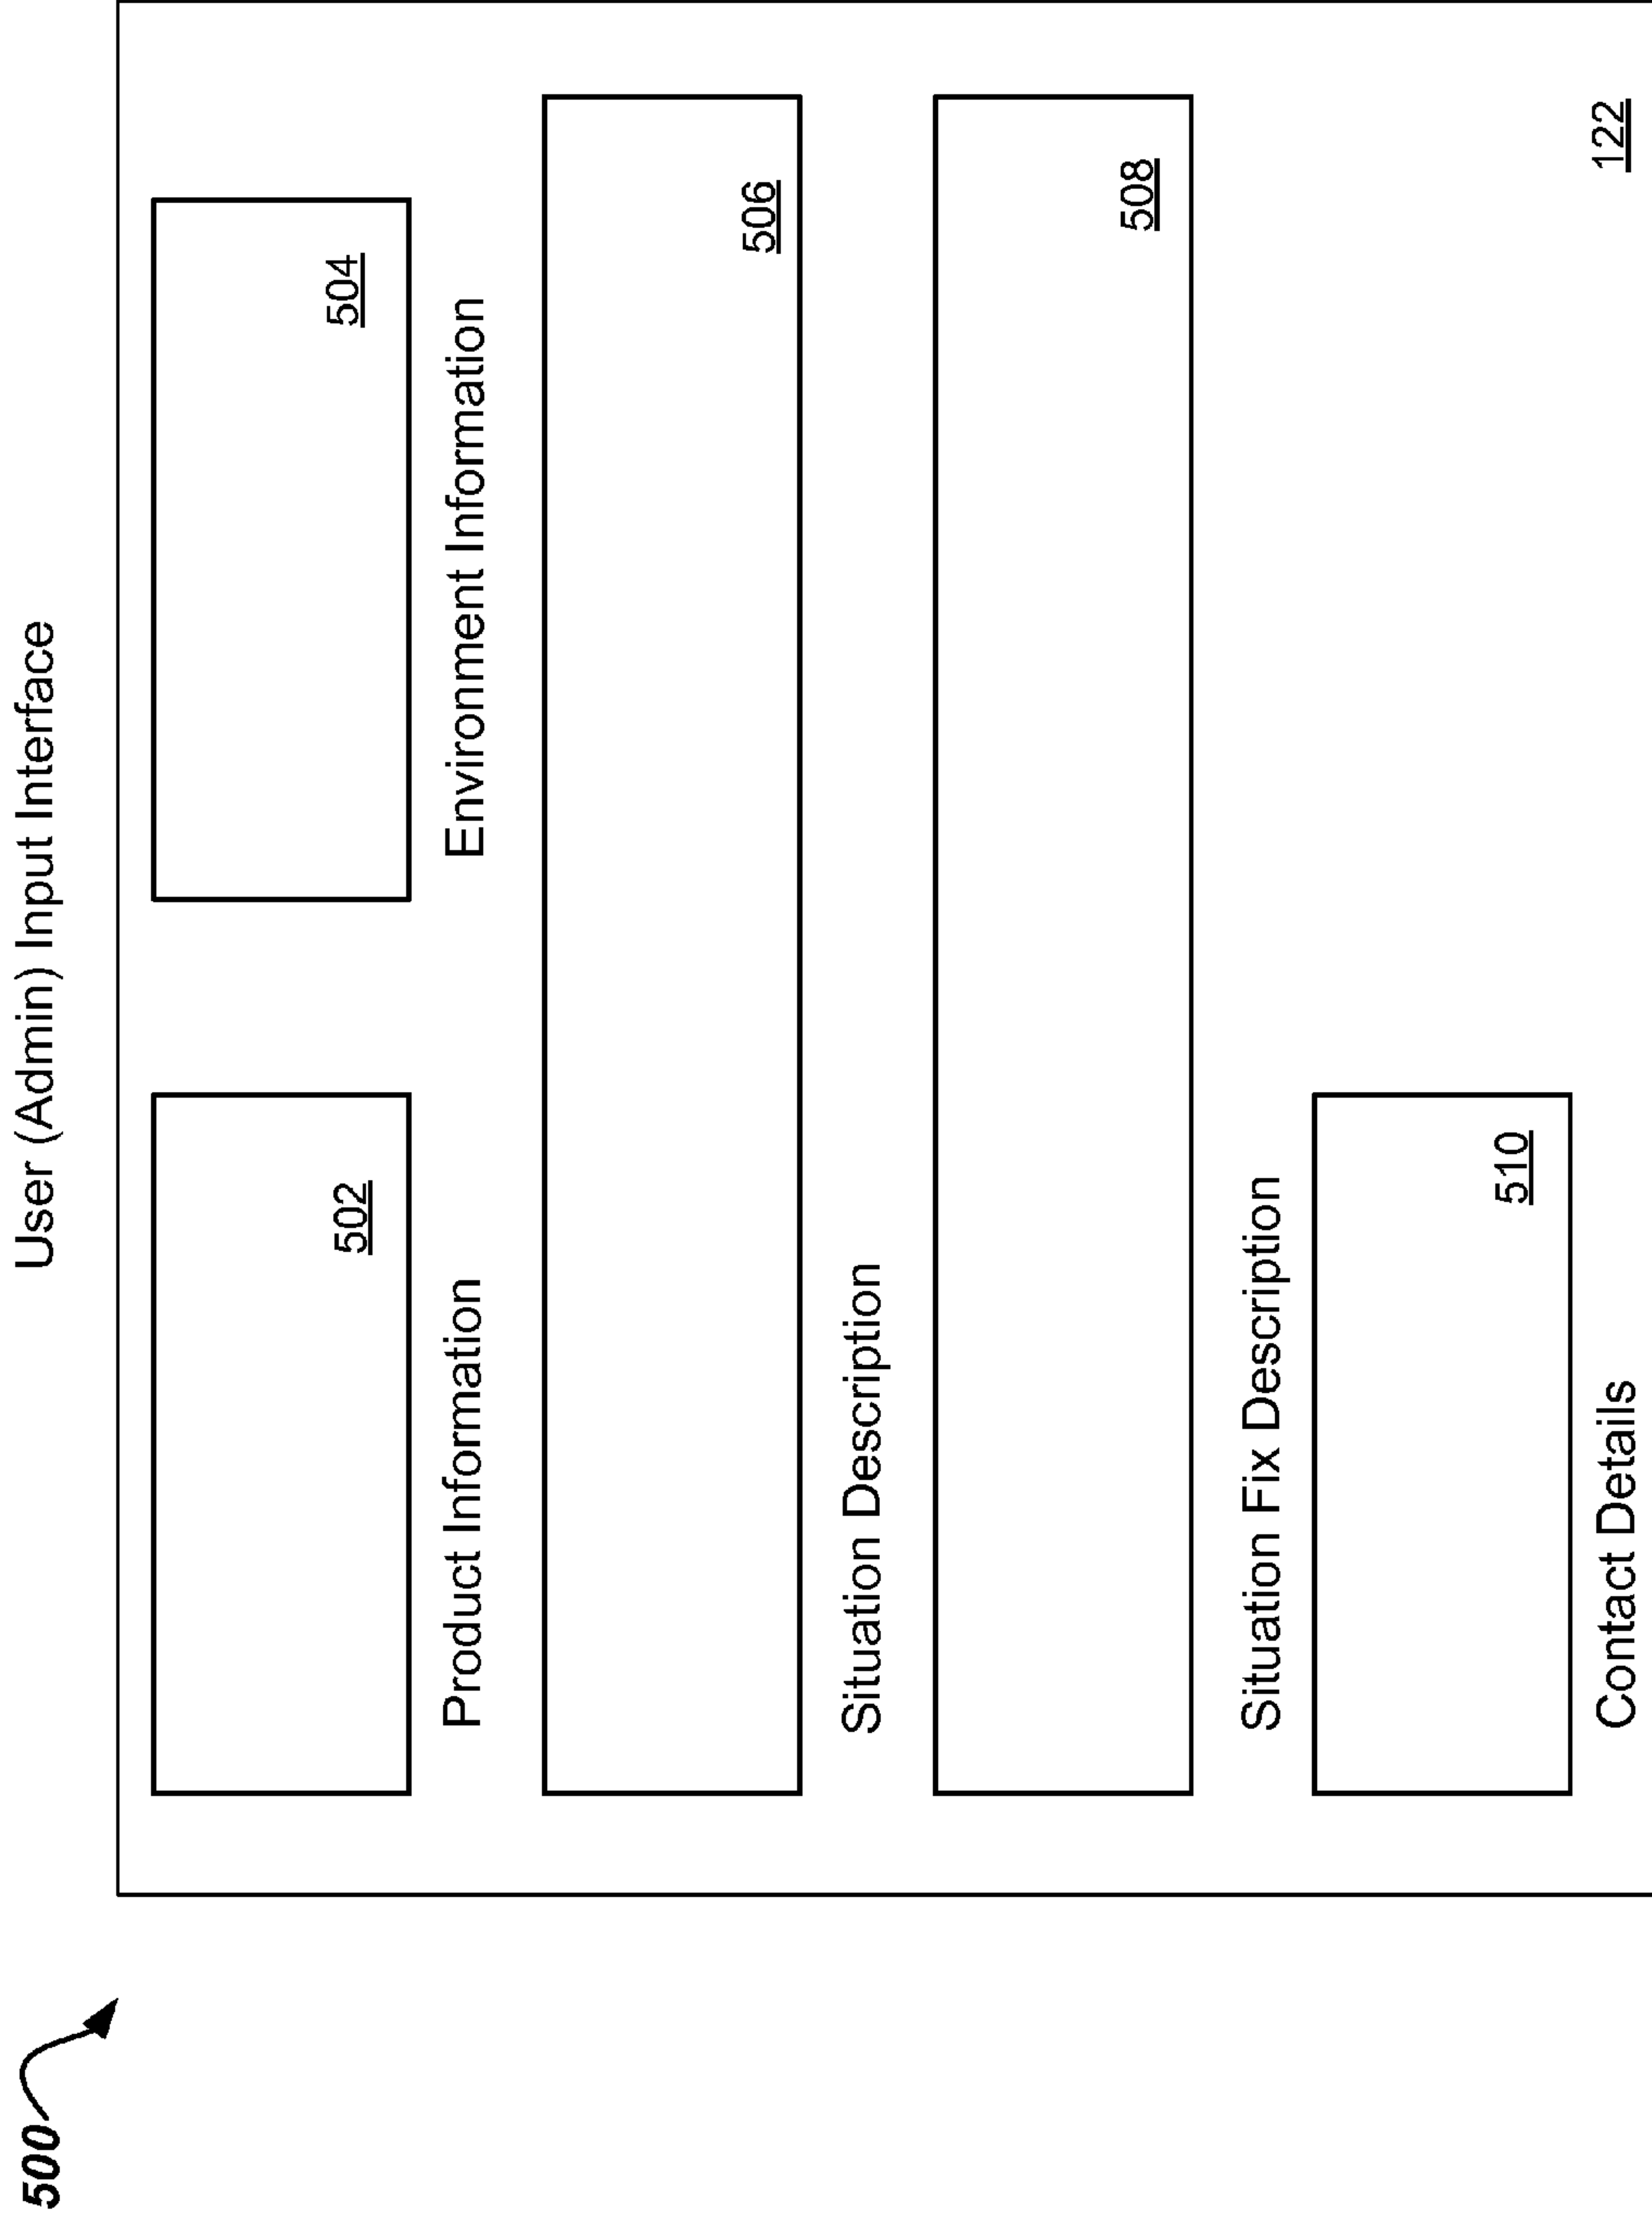 500
User (Admin) Input Interface
502
504
Product Information
Environment Information
506
Situation Description
508
Situation Fix Description
510
Contact Details
122